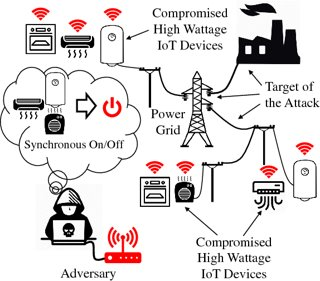 Compromised
High Wattage
IoT Devices
Power
Grid
Target of
the Attack
Synchronous On/Off
Adversary
Compromised
High Wattage
IoT Devices